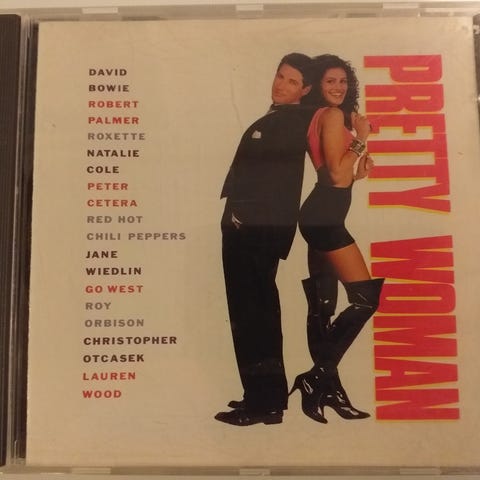 DAVID
BOWIE
ROBERT
PALMER
ROXETTE
NATALIE
COLE
PETER
CETERA
RED HOT
CHILI PEPPERS
JANE
WIEDLIN
GO WEST
ROY
ORBISON
CHRISTOPHER
OTCASEK
LAUREN
WOOD
PRETTY WOMAN